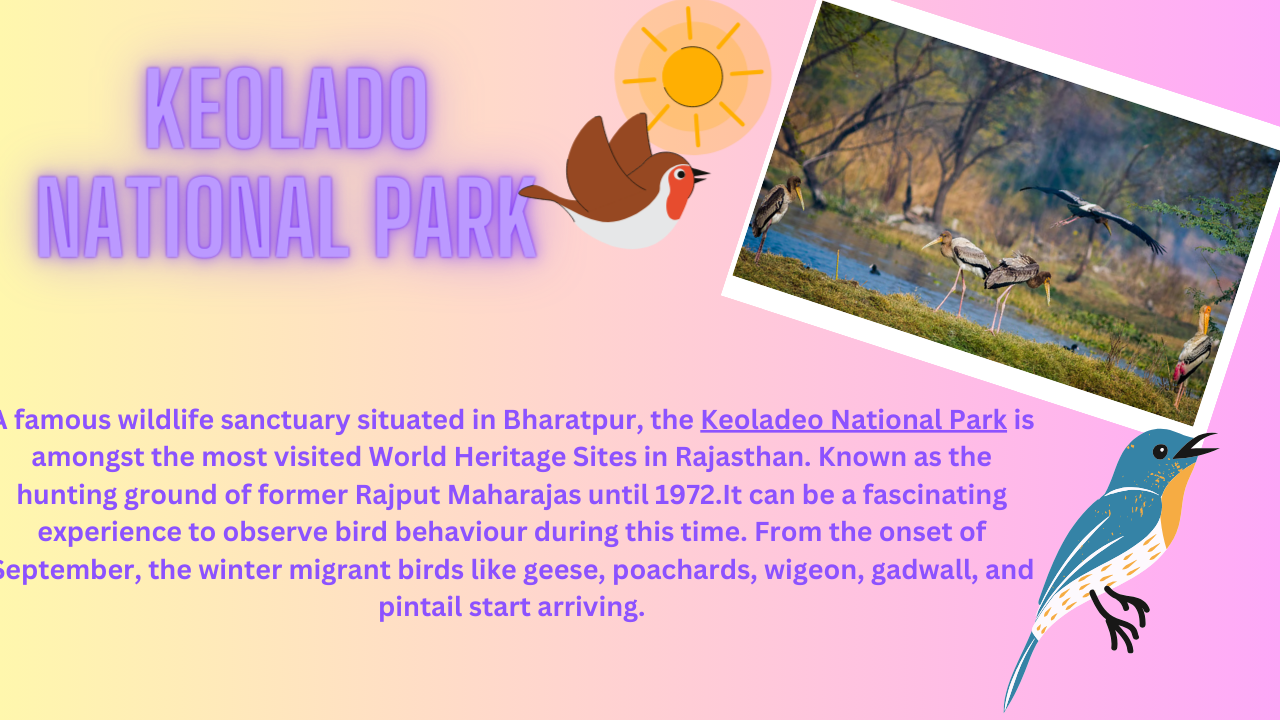 KEOLADO
NATIONAL PARK
A famous wildlife sanctuary situated in Bharatpur, the Keoladeo National Park is
amongst the most visited World Heritage Sites in Rajasthan. Known as the
hunting ground of former Rajput Maharajas until 1972.It can be a fascinating
experience to observe bird behaviour during this time. From the onset of
September, the winter migrant birds like geese, poachards, wigeon, gadwall, and
pintail start arriving.